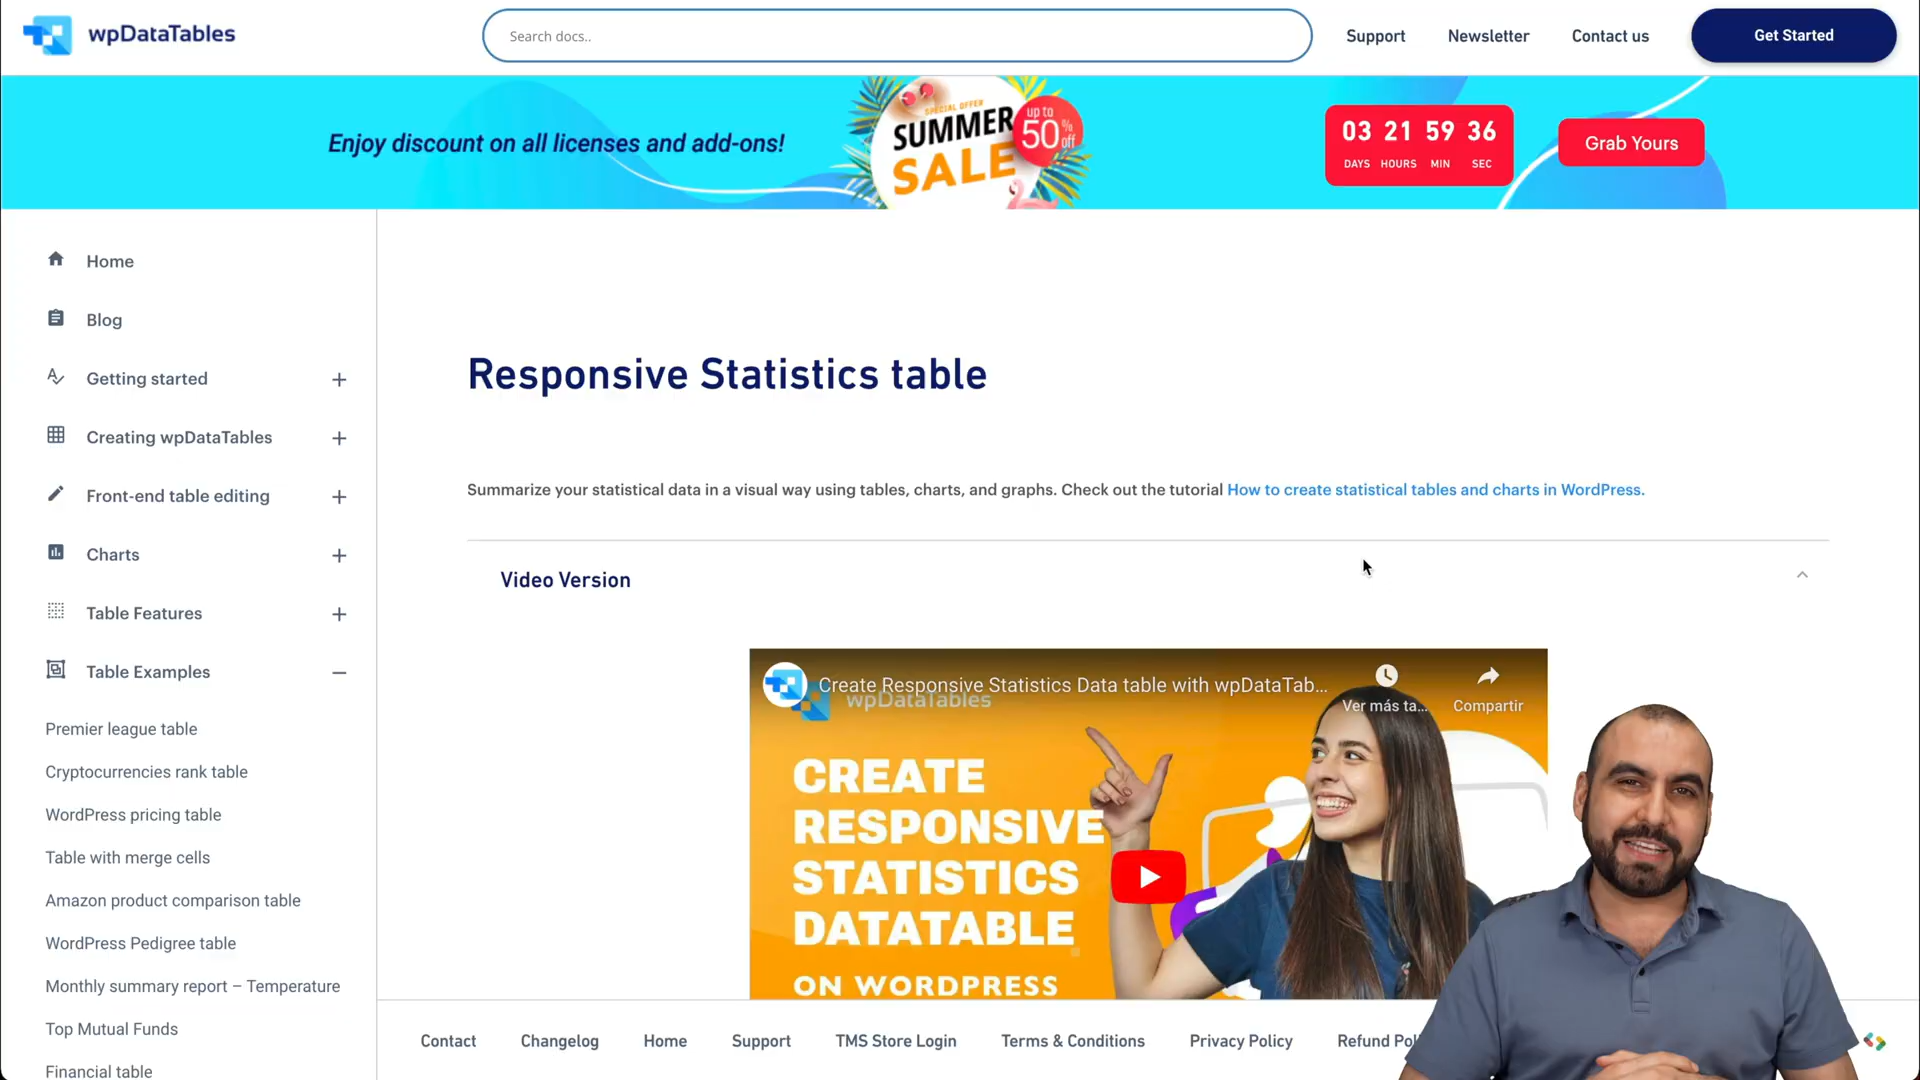 wpDataTables
Search docs..
Support
Newsletter
Contact us
Get Started
Enjoy discount on all licenses and add-ons!
SPECIAL OFFER
SUMMER
SALE
up to
50%
off
03 21 59 36
DAYS HOURS MIN SEC
Grab Yours
Home
Blog
Getting started
Creating wpDataTables
Front-end table editing
Charts
Table Features
Table Examples
Premier league table
Cryptocurrencies rank table
WordPress pricing table
Table with merge cells
Amazon product comparison table
WordPress Pedigree table
Monthly summary report – Temperature
Top Mutual Funds
Financial table
Responsive Statistics table
Summarize your statistical data in a visual way using tables, charts, and graphs. Check out the tutorial How to create statistical tables and charts in WordPress.
Video Version
Create Responsive Statistics Data table with wpDataTab...
wpDataTables
Ver más ta...
Compartir
CREATE
RESPONSIVE
STATISTICS
DATATABLE
ON WORDPRESS
Contact
Changelog
Home
Support
TMS Store Login
Terms & Conditions
Privacy Policy
Refund Pol